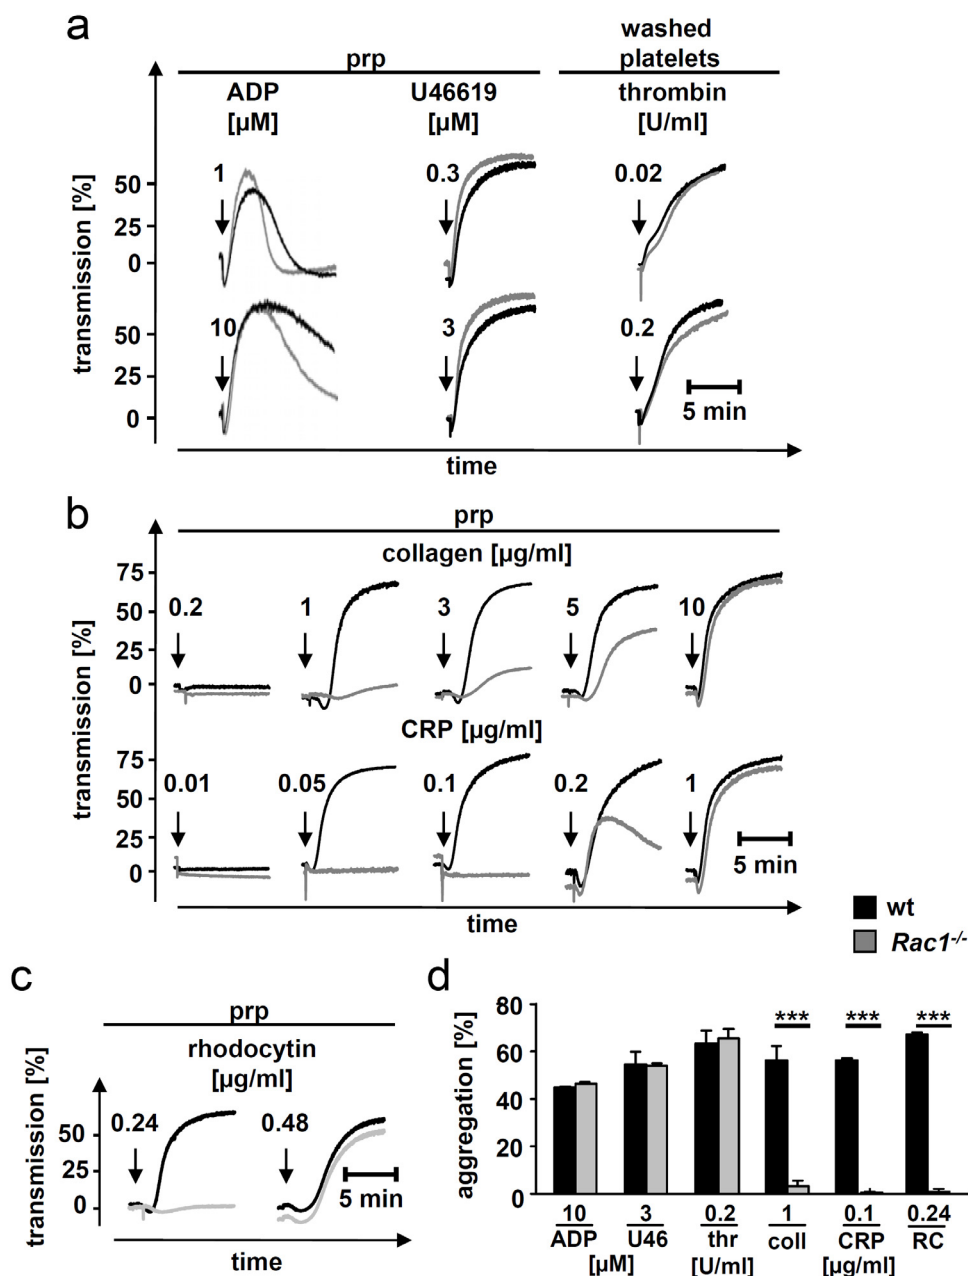 a
prp
washed
platelets
ADP
[µM]
U46619
[µM]
thrombin
[U/ml]
transmission [%]
50
25
0
1
0.3
0.02
transmission [%]
50
25
0
10
3
0.2
5 min
time
b
prp
collagen [µg/ml]
transmission [%]
75
50
25
0
0.2
1
3
5
10
CRP [µg/ml]
transmission [%]
75
50
25
0
0.01
0.05
0.1
0.2
1
5 min
time
wt
Rac1-/-
c
prp
rhodocytin
[µg/ml]
transmission [%]
50
25
0
0.24
0.48
5 min
time
d
aggregation [%]
80
60
40
20
0
*** *** ***
10 3 0.2 1 0.1 0.24
ADP U46 thr coll CRP RC
[µM] [U/ml] [µg/ml]